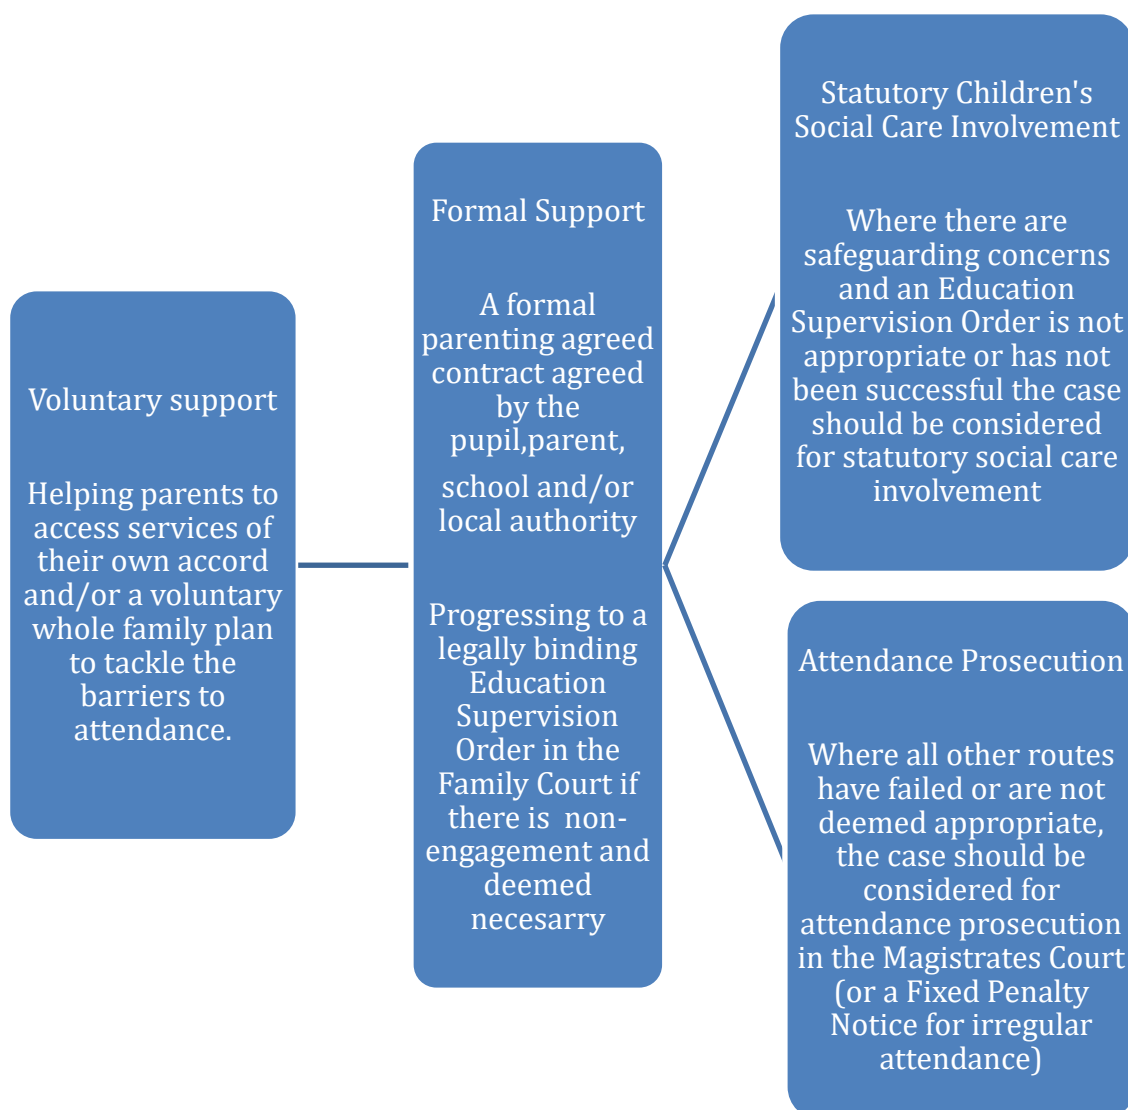 Voluntary support
Helping parents to
access services of
their own accord
and/or a voluntary
whole family plan
to tackle the
barriers to
attendance.
Formal Support
A formal
parenting agreed
contract agreed
by the
pupil,parent,
school and/or
local authority
Progressing to a
legally binding
Education
Supervision
Order in the
Family Court if
there is  non-
engagement and
deemed
necesarry
Statutory Children's
Social Care Involvement
Where there are
safeguarding concerns
and an Education
Supervision Order is not
appropriate or has not
been successful the case
should be considered
for statutory social care
involvement
Attendance Prosecution
Where all other routes
have failed or are not
deemed appropriate,
the case should be
considered for
attendance prosecution
in the Magistrates Court
(or a Fixed Penalty
Notice for irregular
attendance)